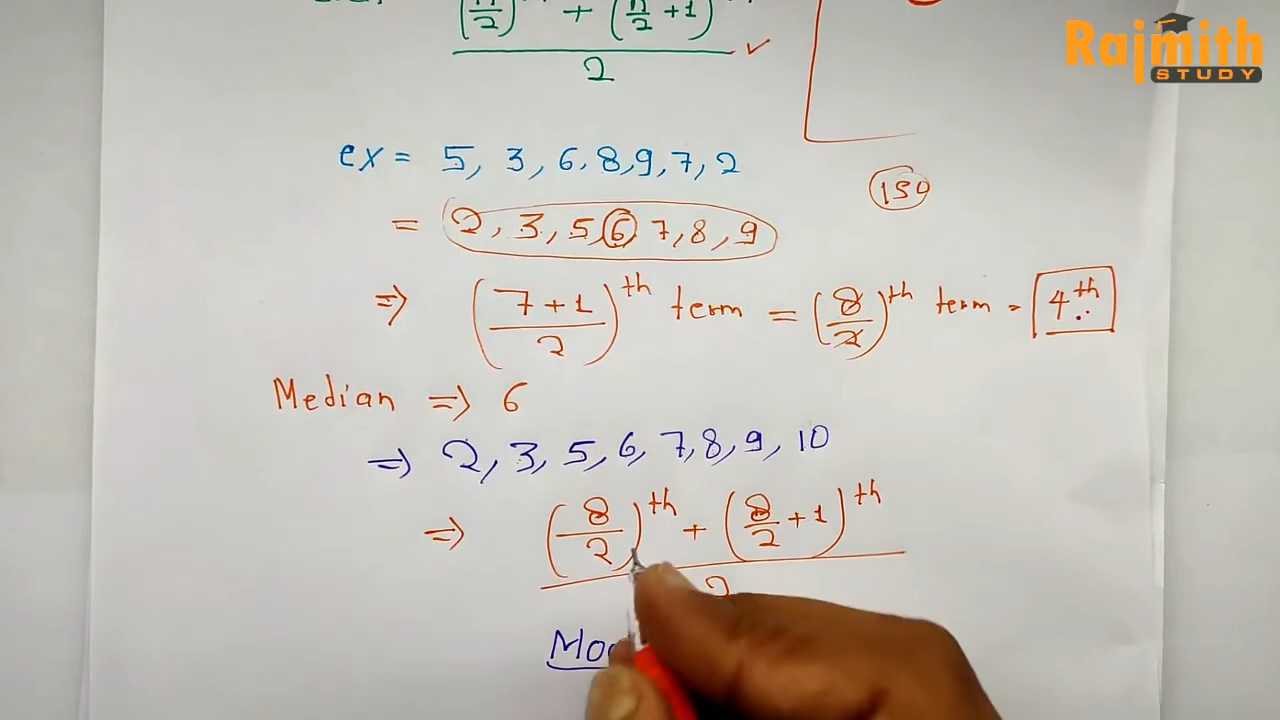 Rajmith
STUDY
(n/2) + (n/2 + 1)
2
ex = 5, 3, 6, 8, 9, 7, 2
150
= 2, 3, 5, 6 7, 8, 9
⇒ ((7+1)/2)th term = (8/2)th term = 4th
Median ⇒ 6
⇒ 2, 3, 5, 6, 7, 8, 9, 10
⇒ (8/2)th + (8/2 + 1)th
2